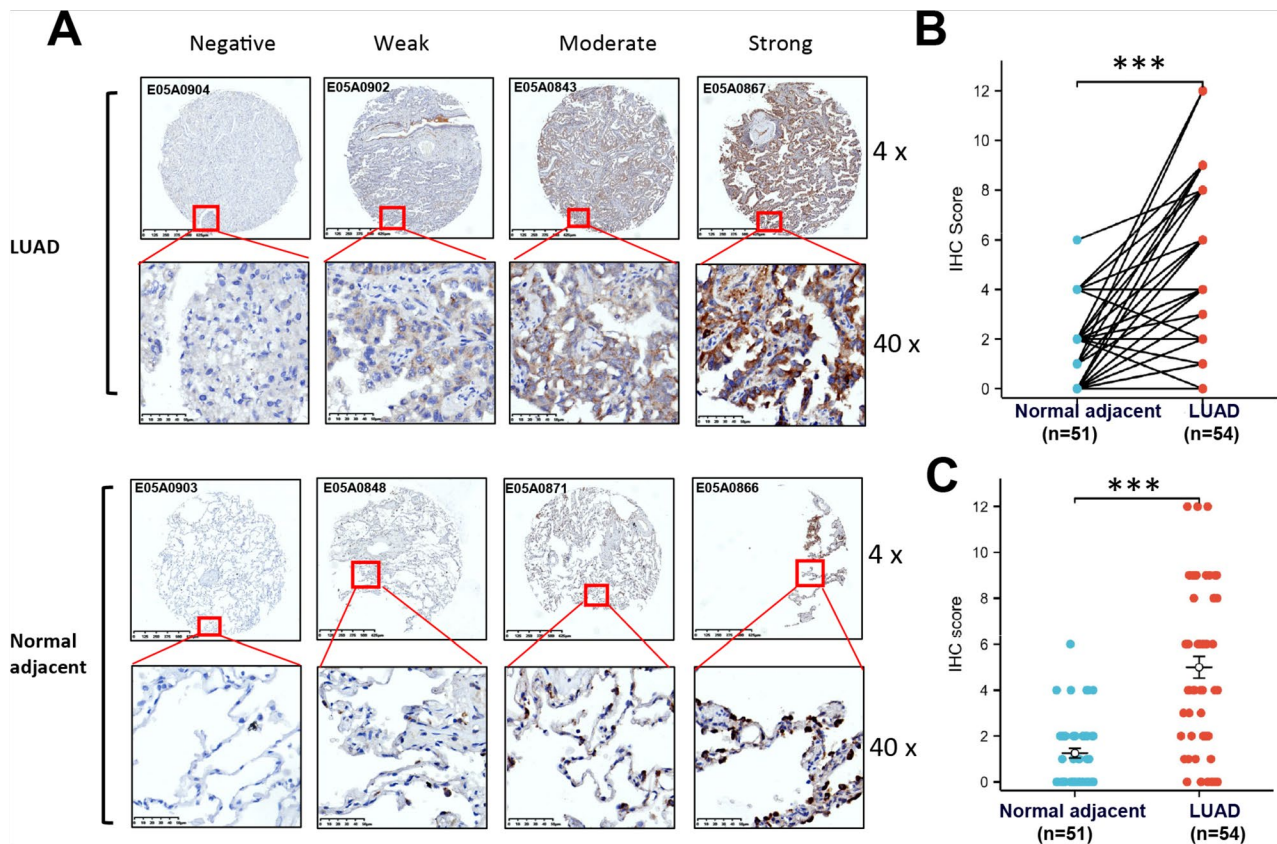 A
Negative Weak Moderate Strong
LUAD
E05A0904 E05A0902 E05A0843 E05A0867
4 x
40 x
Normal
adjacent
E05A0903 E05A0848 E05A0871 E05A0866
4 x
40 x
B
***
IHC Score
12
10
8
6
4
2
0
Normal adjacent LUAD
(n=51) (n=54)
C
***
IHC score
12
10
8
6
4
2
0
Normal adjacent LUAD
(n=51) (n=54)